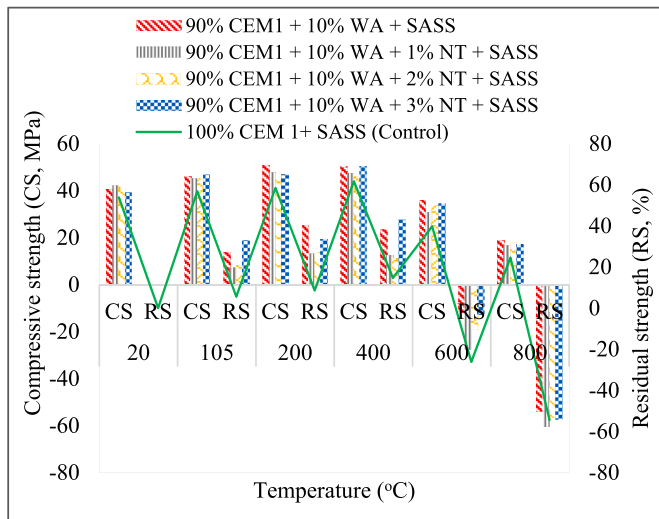 90% CEM1 + 10% WA + SASS
90% CEM1 + 10% WA + 1% NT + SASS
90% CEM1 + 10% WA + 2% NT + SASS
90% CEM1 + 10% WA + 3% NT + SASS
100% CEM 1+ SASS (Control)
Compressive strength (CS, MPa)
60
40
20
0
-20
-40
-60
-80
CS RS CS RS CS RS CS RS CS RS CS RS
20 105 200 400 600 800
Temperature (°C)
80
60
40
20
0
-20
-40
-60
-80
Residual strength (RS, %)